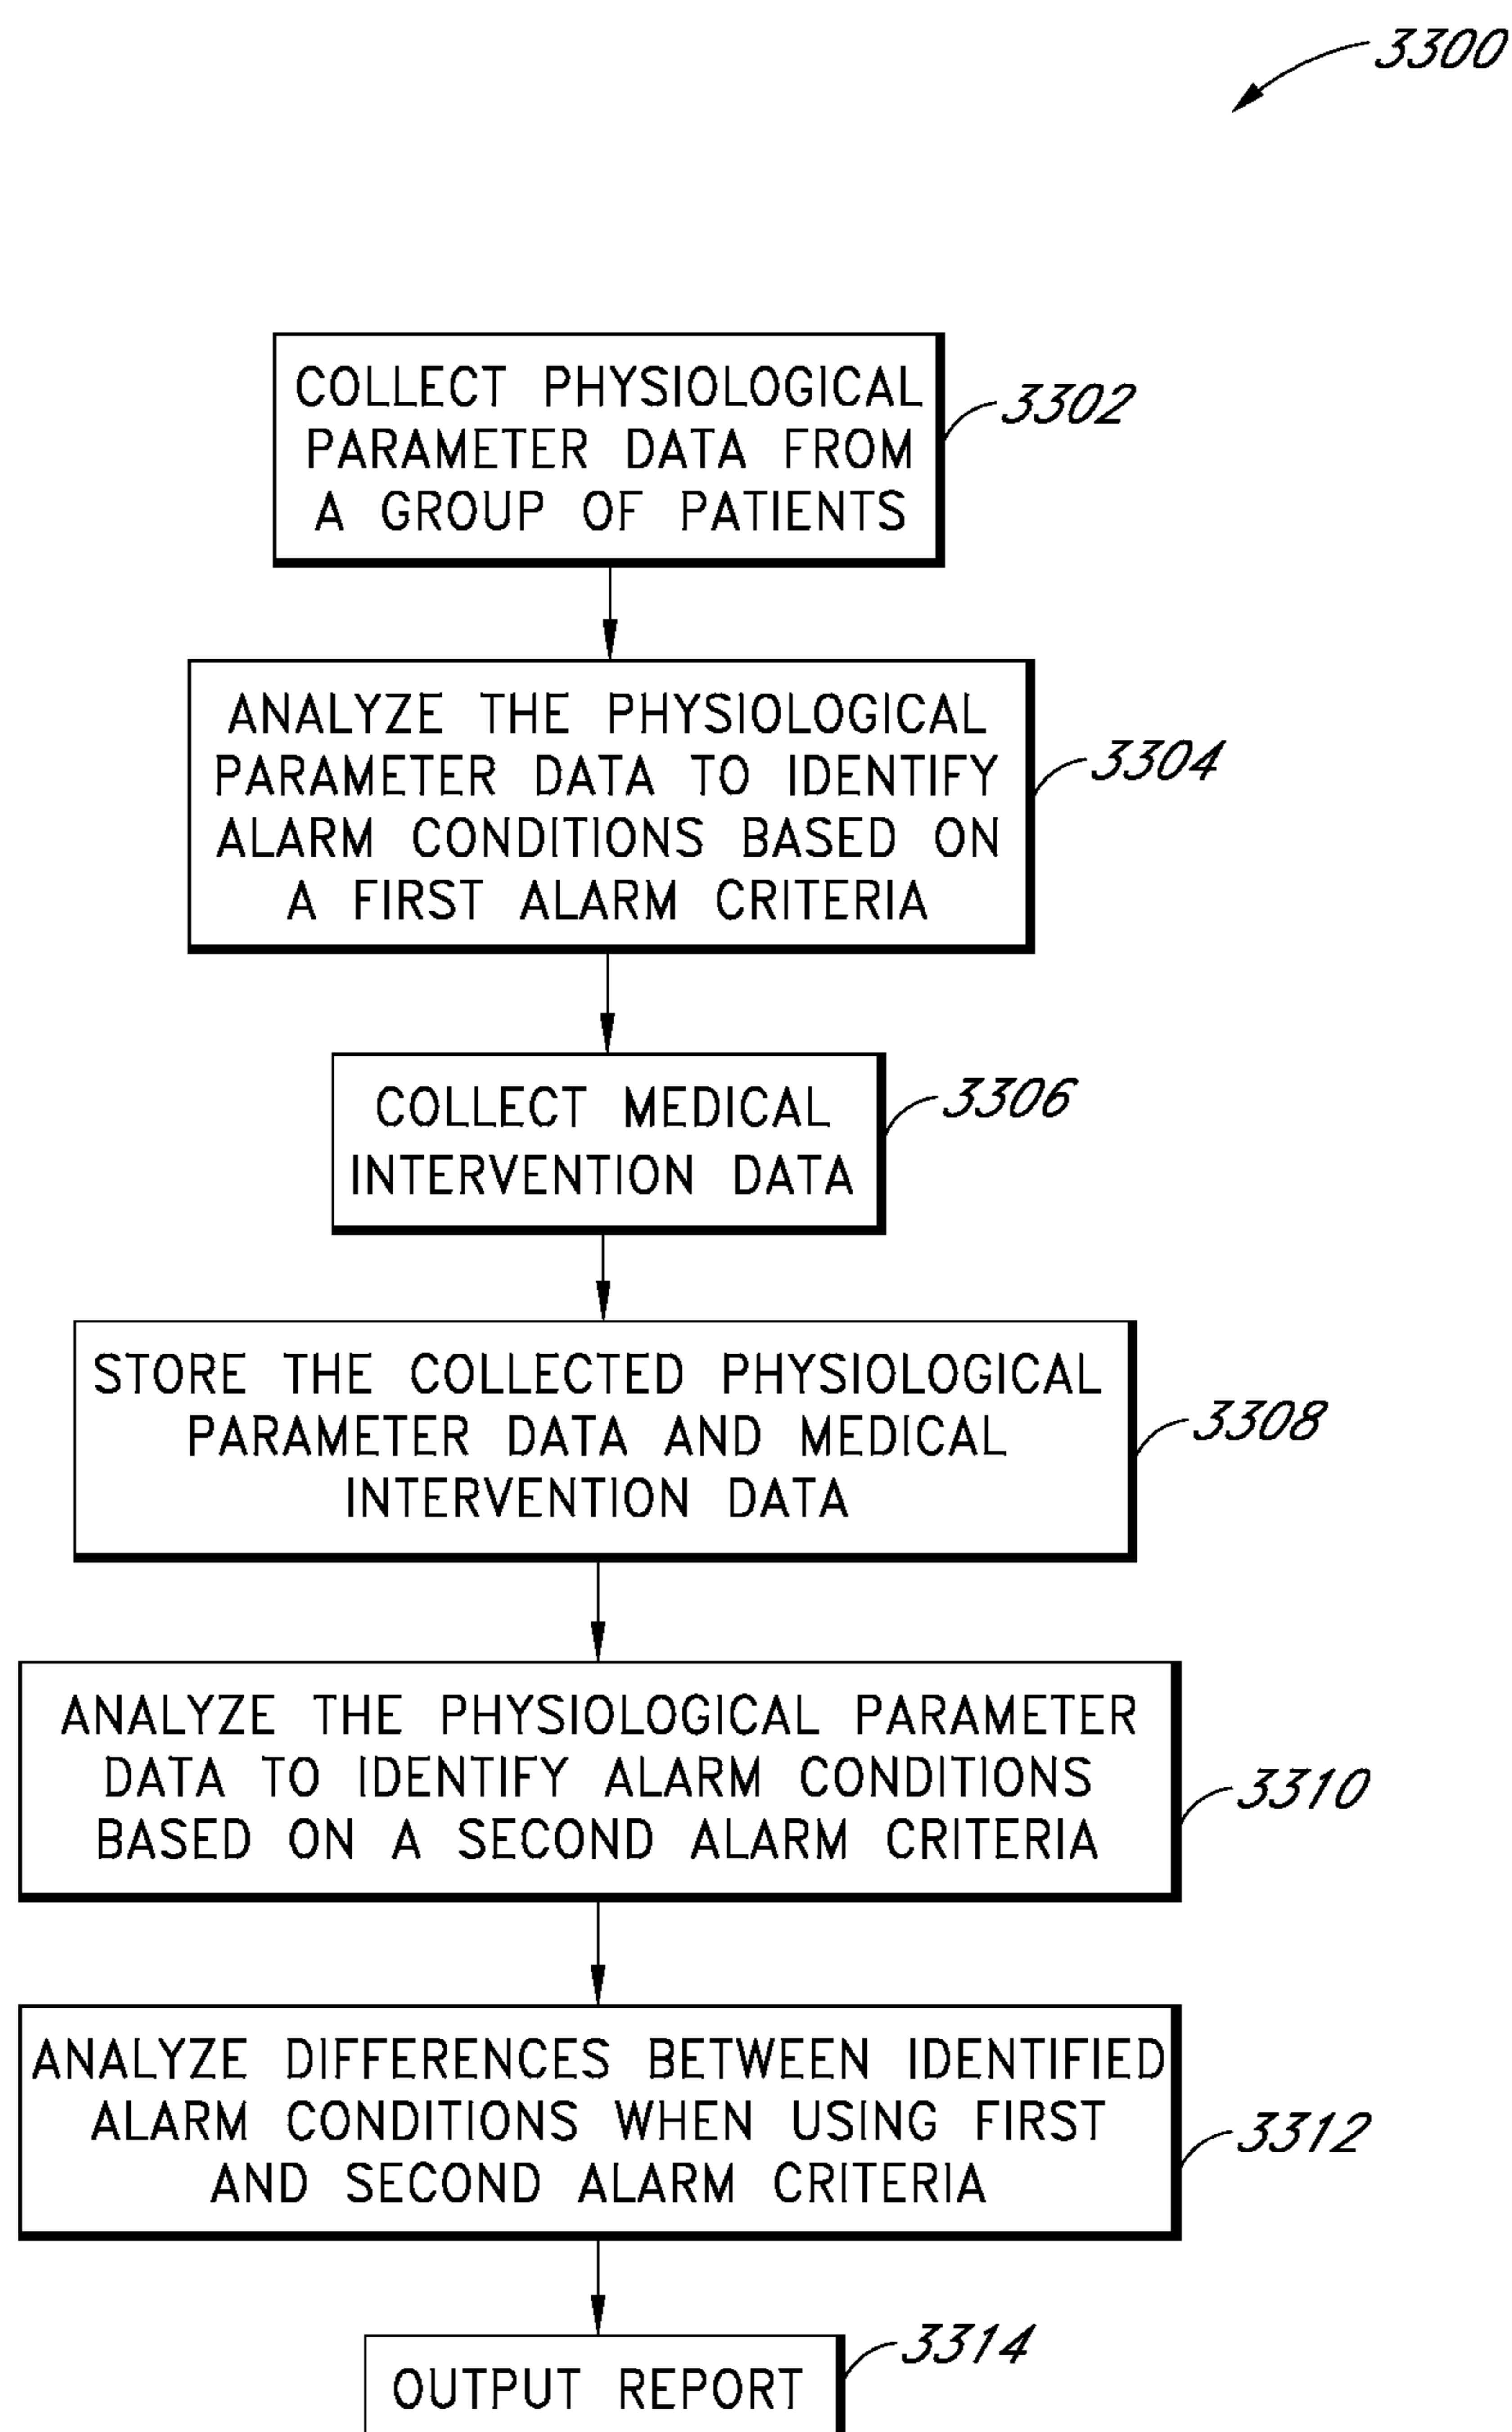 3300
COLLECT PHYSIOLOGICAL
PARAMETER DATA FROM
A GROUP OF PATIENTS
3302
ANALYZE THE PHYSIOLOGICAL
PARAMETER DATA TO IDENTIFY
ALARM CONDITIONS BASED ON
A FIRST ALARM CRITERIA
3304
COLLECT MEDICAL
INTERVENTION DATA
3306
STORE THE COLLECTED PHYSIOLOGICAL
PARAMETER DATA AND MEDICAL
INTERVENTION DATA
3308
ANALYZE THE PHYSIOLOGICAL PARAMETER
DATA TO IDENTIFY ALARM CONDITIONS
BASED ON A SECOND ALARM CRITERIA
3310
ANALYZE DIFFERENCES BETWEEN IDENTIFIED
ALARM CONDITIONS WHEN USING FIRST
AND SECOND ALARM CRITERIA
3312
OUTPUT REPORT
3314